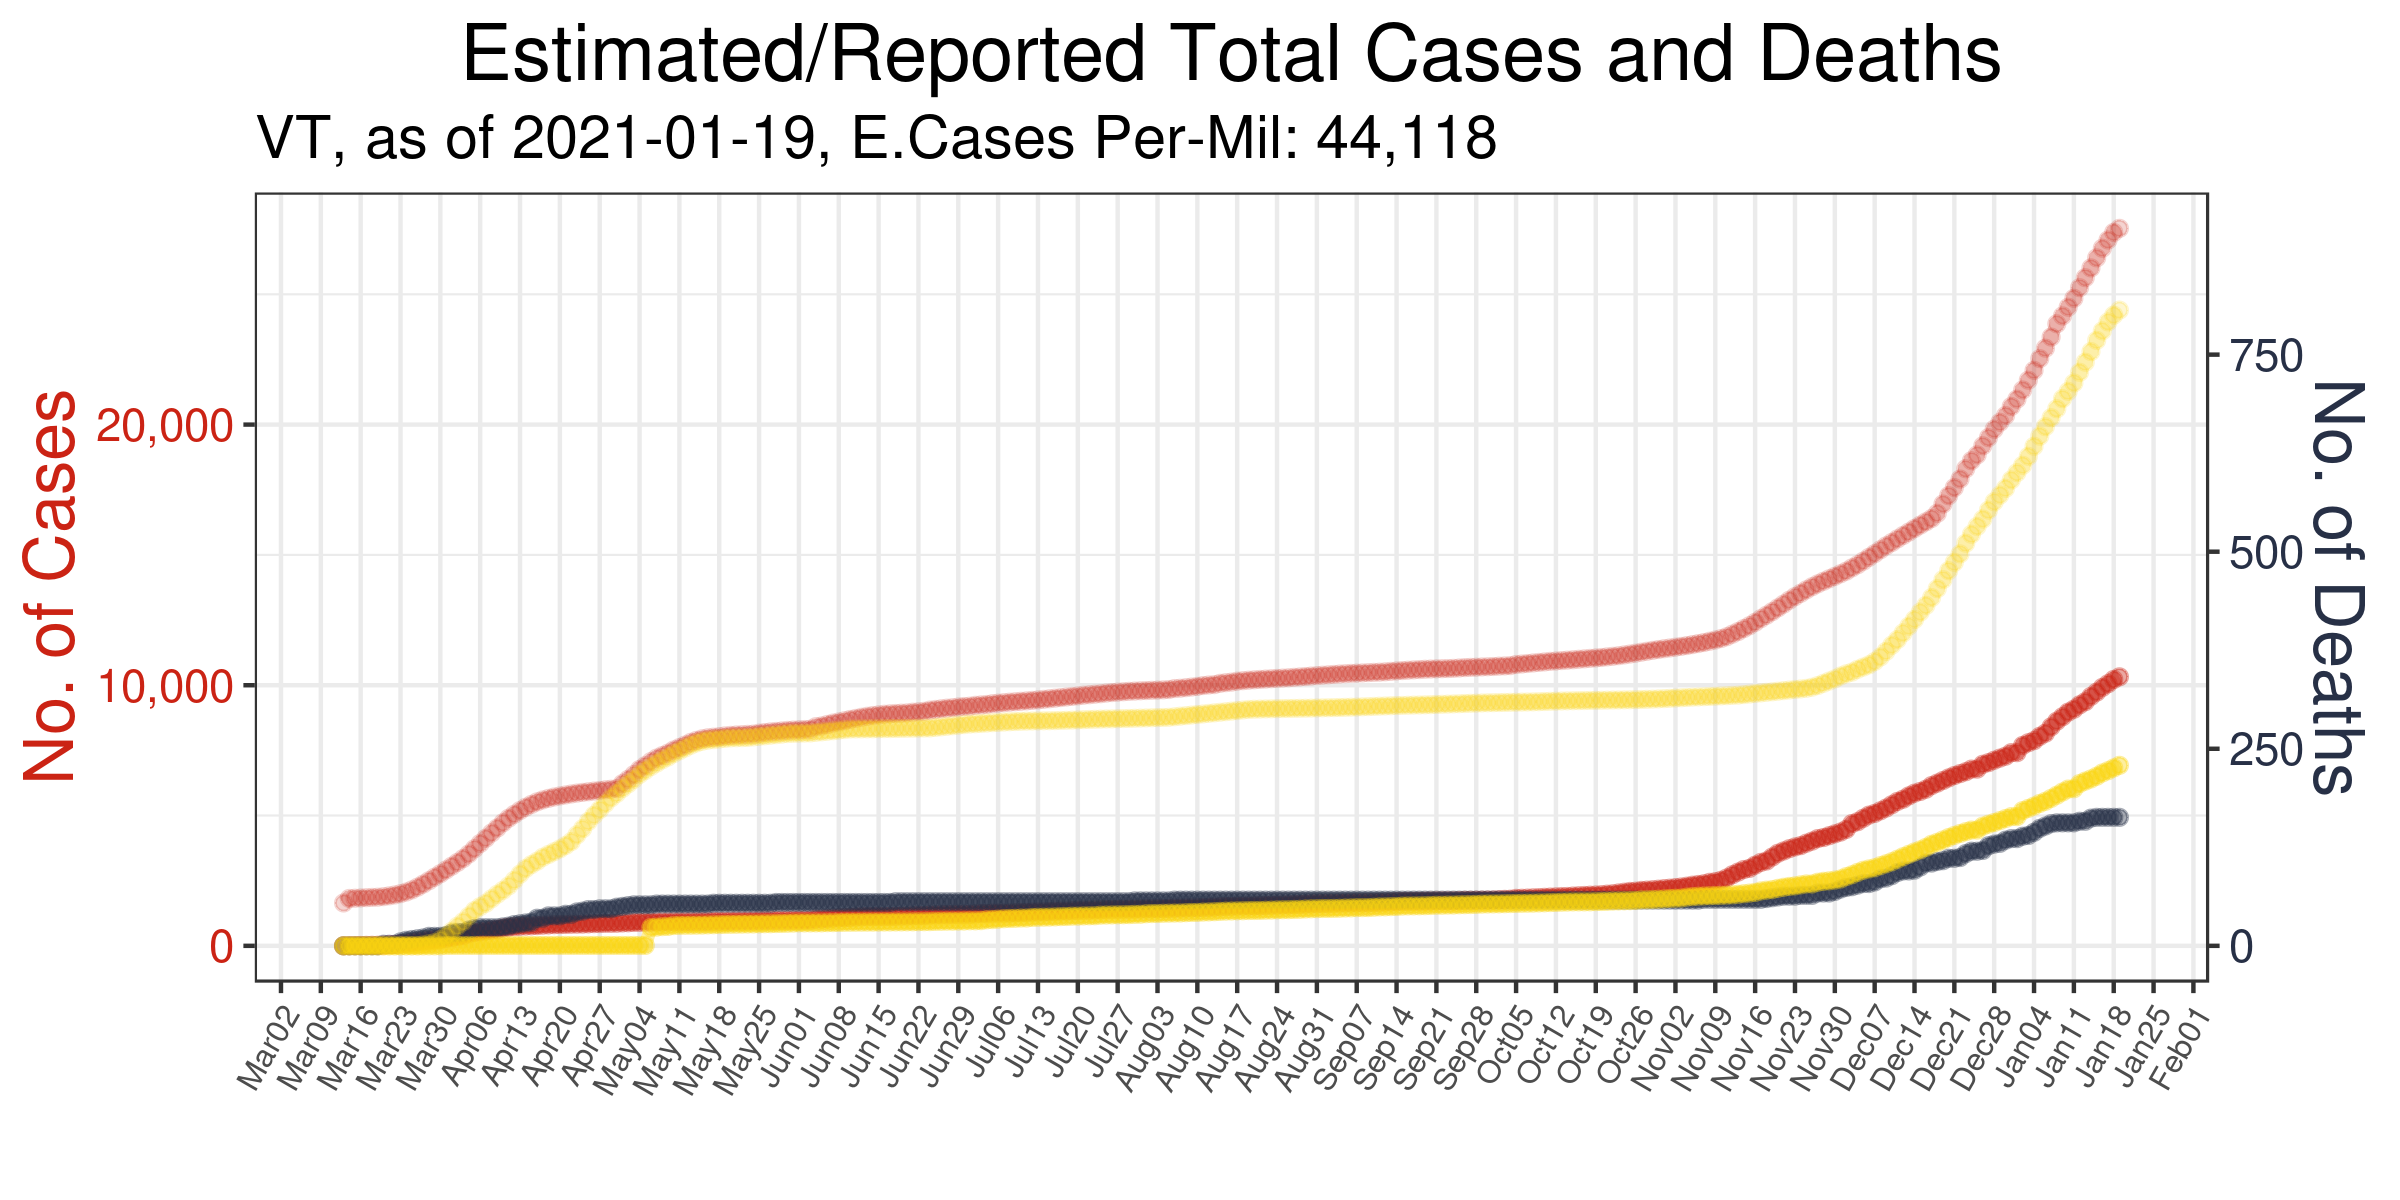 Estimated/Reported Total Cases and Deaths
VT, as of 2021-01-19, E.Cases Per-Mil: 44,118
No. of Cases
20,000
10,000
0
750
500
250
0
No. of Deaths
Mar02
Mar09
Mar16
Mar23
Mar30
Apr06
Apr13
Apr20
Apr27
May04
May11
May18
May25
Jun01
Jun08
Jun15
Jun22
Jun29
Jul06
Jul13
Jul20
Jul27
Aug03
Aug10
Aug17
Aug24
Aug31
Sep07
Sep14
Sep21
Sep28
Oct05
Oct12
Oct19
Oct26
Nov02
Nov09
Nov16
Nov23
Nov30
Dec07
Dec14
Dec21
Dec28
Jan04
Jan11
Jan18
Jan25
Feb01